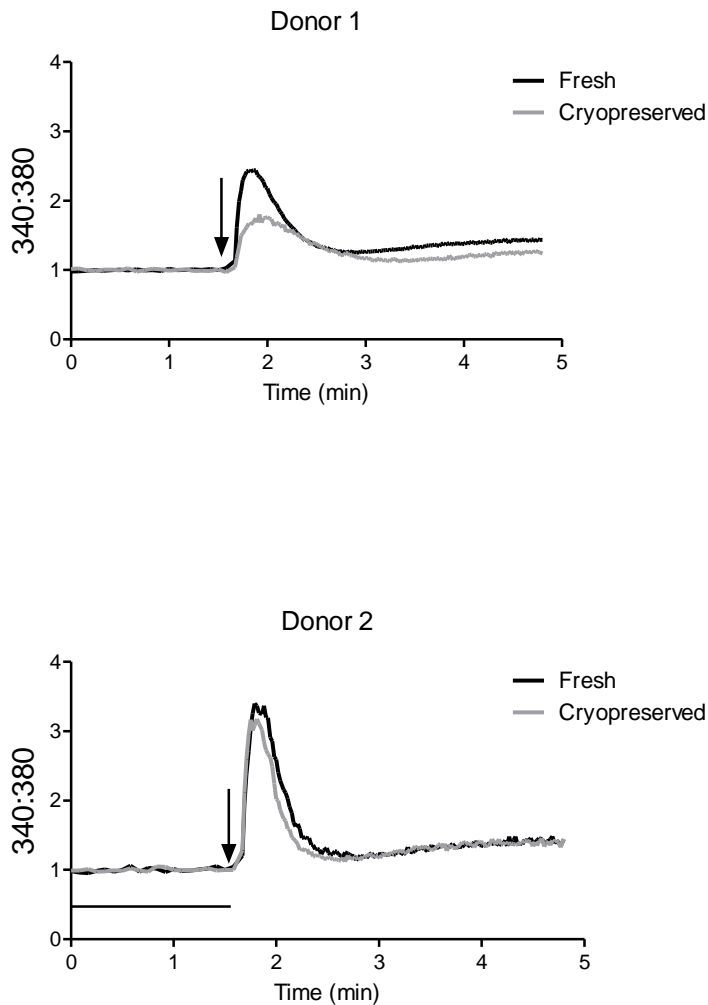 Donor 1
4
3
2
1
0
340:380
Fresh
Cryopreserved
0 1 2 3 4 5
Time (min)
Donor 2
4
3
2
1
0
340:380
Fresh
Cryopreserved
0 1 2 3 4 5
Time (min)